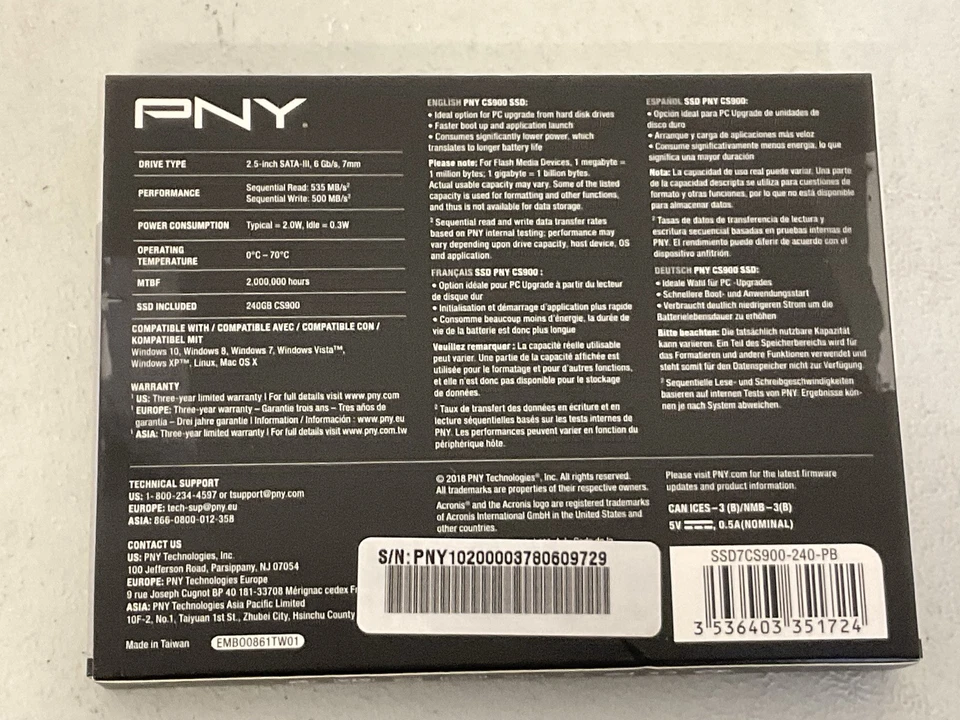 PNY
DRIVE TYPE 2.5-inch SATA-III, 6 Gb/s, 7mm
PERFORMANCE Sequential Read: 535 MB/s²
Sequential Write: 500 MB/s²
POWER CONSUMPTION Typical = 2.0W, Idle = 0.3W
OPERATING
TEMPERATURE 0°C – 70°C
MTBF 2,000,000 hours
SSD INCLUDED 240GB CS900
COMPATIBLE WITH / COMPATIBLE AVEC / COMPATIBLE CON /
KOMPATIBEL MIT
Windows 10, Windows 8, Windows 7, Windows Vista™,
Windows XP™, Linux, Mac OS X
WARRANTY
¹ US: Three-year limited warranty I For full details visit www.pny.com
¹ EUROPE: Three-year warranty – Garantie trois ans – Tres años de
garantía – Drei jahre garantie I Information / Información : www.pny.eu
¹ ASIA: Three-year limited warranty I For full details visit www.pny.com.tw
ENGLISH PNY CS900 SSD:
• Ideal option for PC upgrade from hard disk drives
• Faster boot up and application launch
• Consumes significantly lower power, which
translates to longer battery life
Please note: For Flash Media Devices, 1 megabyte =
1 million bytes; 1 gigabyte = 1 billion bytes.
Actual usable capacity may vary. Some of the listed
capacity is used for formatting and other functions,
and thus is not available for data storage.
² Sequential read and write data transfer rates
based on PNY internal testing; performance may
vary depending upon drive capacity, host device, OS
and application.
FRANÇAIS SSD PNY CS900 :
• Option idéale pour PC Upgrade à partir du lecteur
de disque dur
• Initialisation et démarrage d'application plus rapide
• Consomme beaucoup moins d'énergie, la durée de
vie de la batterie est donc plus longue
Veuillez remarquer : La capacité réelle utilisable
peut varier. Une partie de la capacité affichée est
utilisée pour le formatage et pour d'autres fonctions,
et elle n'est donc pas disponible pour le stockage
de données.
² Taux de transfert des données en écriture et en
lecture séquentielles basés sur les tests internes de
PNY. Les performances peuvent varier en fonction du
périphérique hôte.
ESPAÑOL SSD PNY CS900:
• Opción ideal para PC Upgrade de unidades de
disco duro
• Arranque y carga de aplicaciones más veloz
• Consume significativamente menos energía, lo que
significa una mayor duración
Nota: La capacidad de uso real puede variar. Una parte
de la capacidad descripta se utiliza para cuestiones de
formato y otras funciones, por lo que no está disponible
para almacenar datos.
² Tasas de datos de transferencia de lectura y
escritura secuencial basadas en pruebas internas de
PNY. El rendimiento puede diferir de acuerdo con el
dispositivo anfitrión.
DEUTSCH PNY CS900 SSD:
• Ideale Wahl für PC -Upgrades
• Schnellere Boot- und Anwendungsstart
• Verbraucht deutlich niedrigeren Strom um die
Batterielebensdauer zu erhöhen
Bitte beachten: Die tatsächlich nutzbare Kapazität
kann variieren. Ein Teil des Speicherbereichs wird für
das Formatieren und andere Funktionen verwendet und
steht somit für den Datenspeicher nicht zur Verfügung.
² Sequentielle Lese- und Schreibgeschwindigkeiten
basieren auf internen Tests von PNY. Ergebnisse kön-
nen je nach System abweichen.
TECHNICAL SUPPORT
US: 1-800-234-4597 or tsupport@pny.com
EUROPE: tech-sup@pny.eu
ASIA: 866-0800-012-358
CONTACT US
US: PNY Technologies, Inc.
100 Jefferson Road, Parsippany, NJ 07054
EUROPE: PNY Technologies Europe
9 rue Joseph Cugnot BP 40 181-33708 Mérignac cedex Fr
ASIA: PNY Technologies Asia Pacific Limited
10F-2, No.1, Taiyuan 1st St., Zhubei City, Hsinchu County
Made in Taiwan EMB00861TW01
© 2018 PNY Technologies®, Inc. All rights reserved.
All trademarks are properties of their respective owners.
Acronis® and the Acronis logo are registered trademarks
of Acronis International GmbH in the United States and
other countries.
Please visit PNY.com for the latest firmware
updates and product information.
CAN ICES-3 (B)/NMB-3(B)
5V, 0.5A(NOMINAL)
S/N: PNY10200003780609729
SSD7CS900-240-PB
3 536403 351724